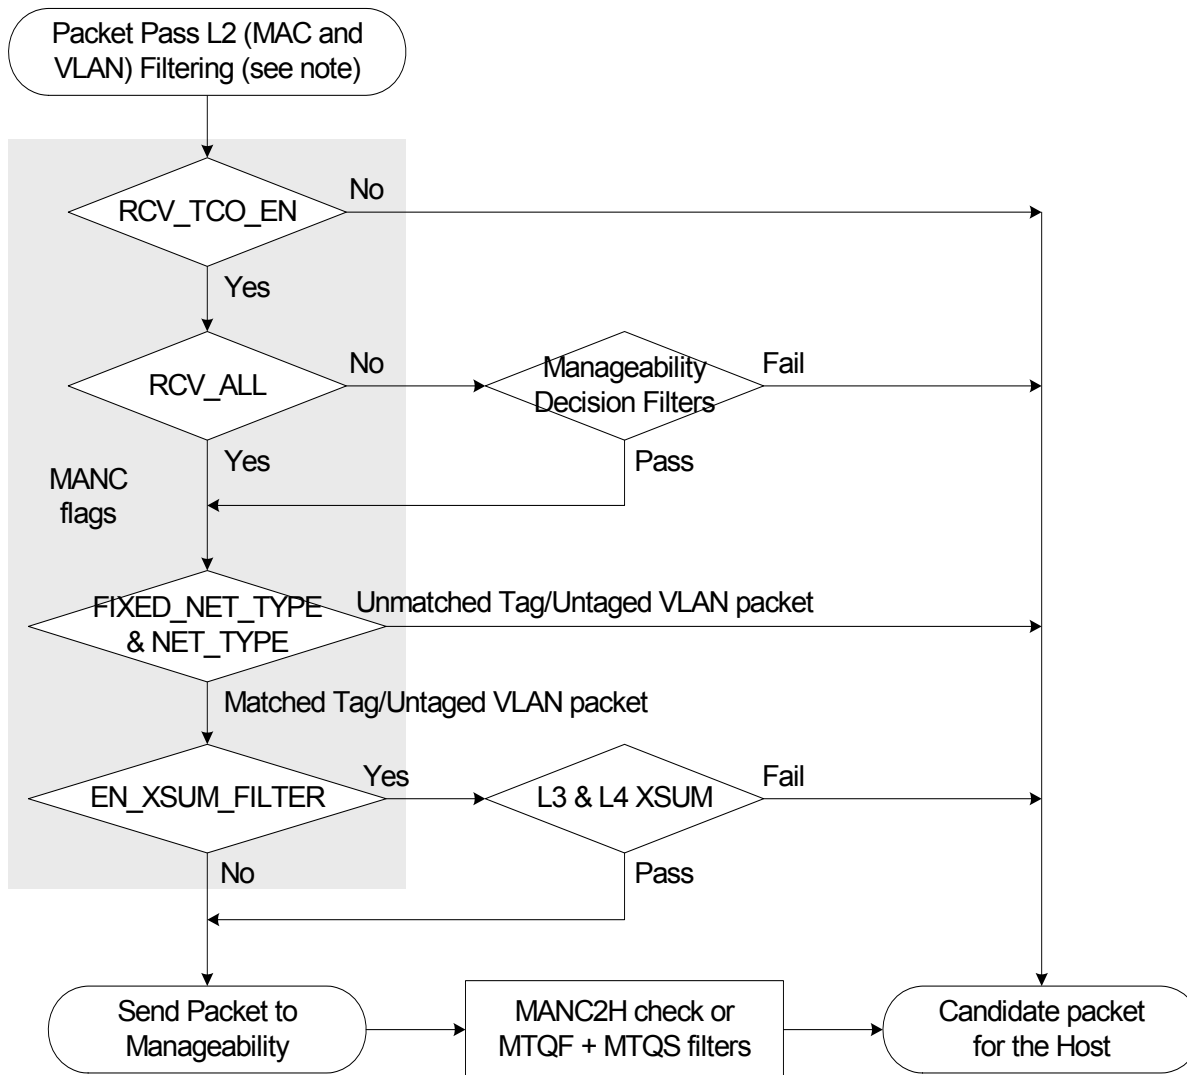 Packet Pass L2 (MAC and
VLAN) Filtering (see note)
No
RCV_TCO_EN
Yes
No
Manageability
Decision Filters
Fail
RCV_ALL
Yes
Pass
MANC
flags
FIXED_NET_TYPE
& NET_TYPE
Unmatched Tag/Untaged VLAN packet
Matched Tag/Untaged VLAN packet
Yes
Fail
EN_XSUM_FILTER
L3 & L4 XSUM
No
Pass
Send Packet to
Manageability
MANC2H check or
MTQF + MTQS filters
Candidate packet
for the Host